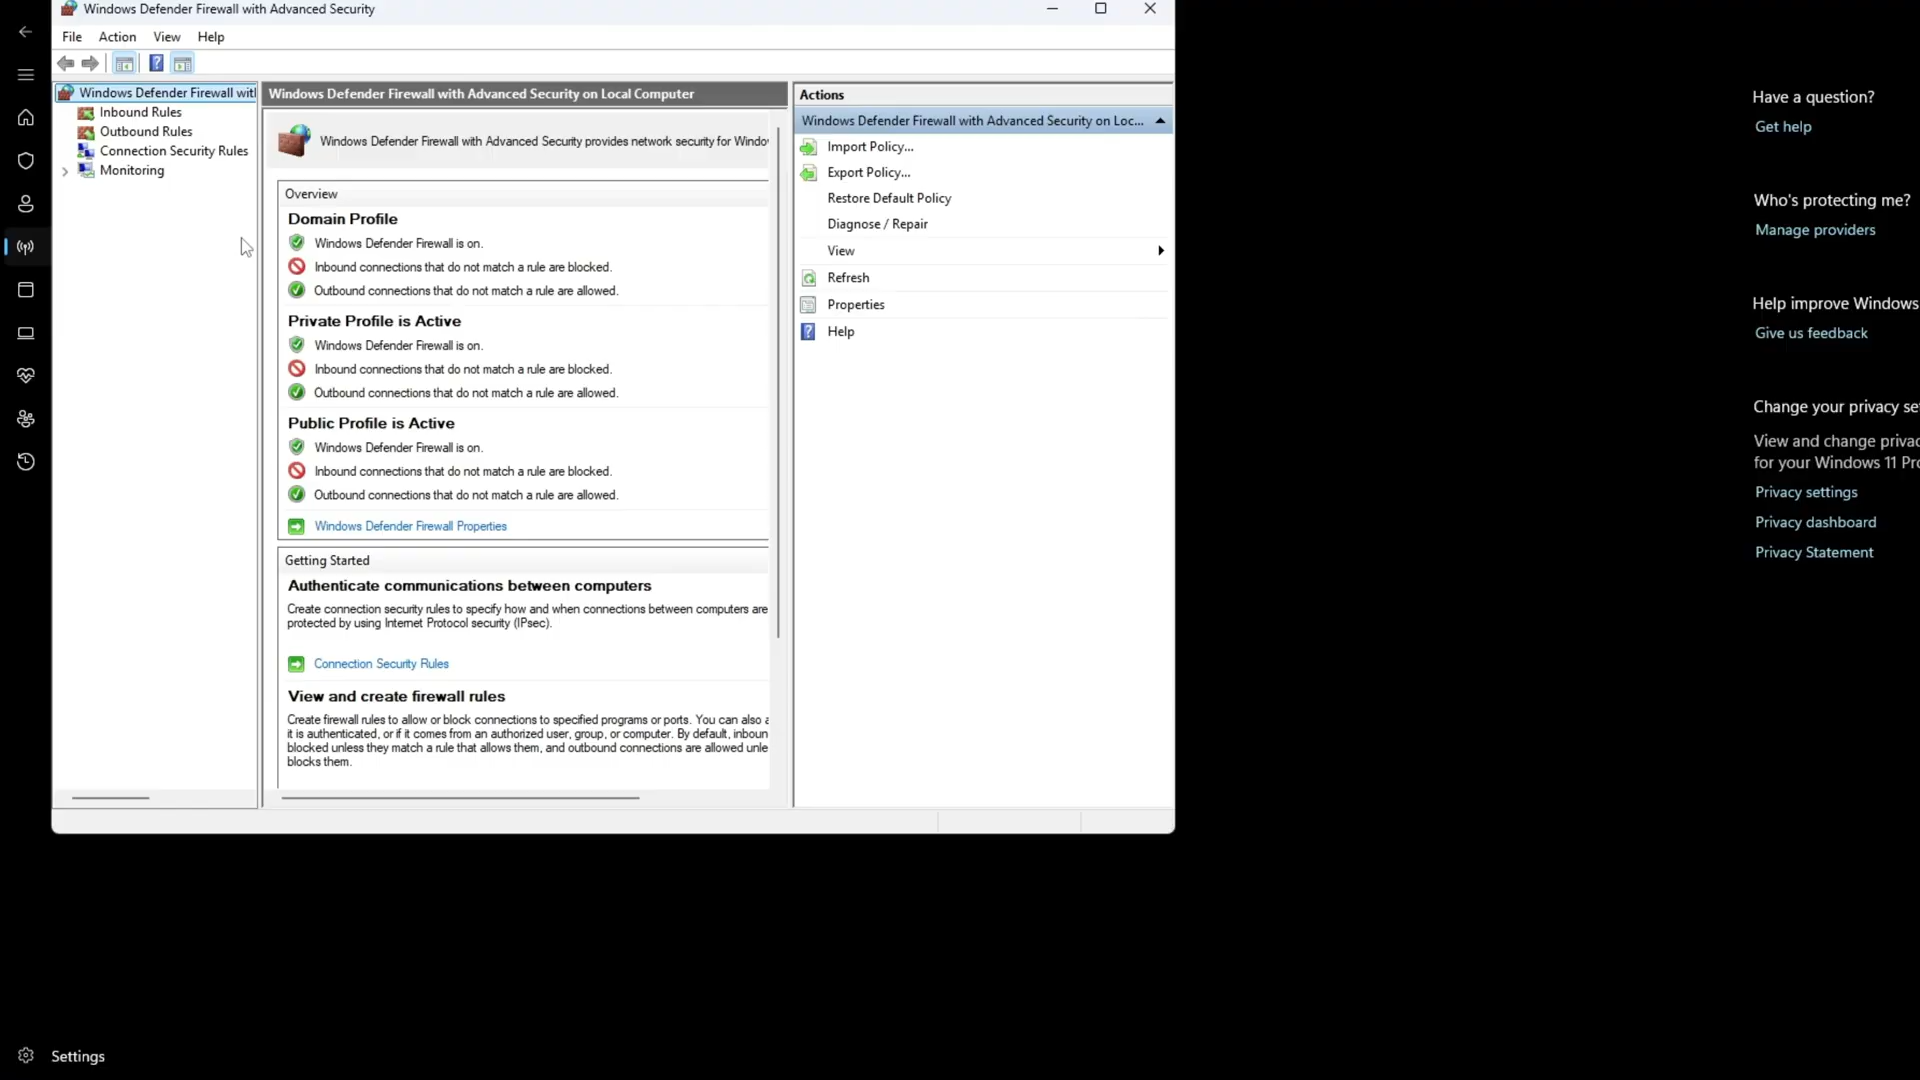 Windows Defender Firewall with Advanced Security
File Action View Help
Windows Defender Firewall wit
Inbound Rules
Outbound Rules
Connection Security Rules
Monitoring
Windows Defender Firewall with Advanced Security on Local Computer
Windows Defender Firewall with Advanced Security provides network security for Windo
Overview
Domain Profile
Windows Defender Firewall is on.
Inbound connections that do not match a rule are blocked.
Outbound connections that do not match a rule are allowed.
Private Profile is Active
Windows Defender Firewall is on.
Inbound connections that do not match a rule are blocked.
Outbound connections that do not match a rule are allowed.
Public Profile is Active
Windows Defender Firewall is on.
Inbound connections that do not match a rule are blocked.
Outbound connections that do not match a rule are allowed.
Windows Defender Firewall Properties
Getting Started
Authenticate communications between computers
Create connection security rules to specify how and when connections between computers are
protected by using Internet Protocol security (IPsec).
Connection Security Rules
View and create firewall rules
Create firewall rules to allow or block connections to specified programs or ports. You can also a
it is authenticated, or if it comes from an authorized user, group, or computer. By default, inboun
blocked unless they match a rule that allows them, and outbound connections are allowed unle
blocks them.
Actions
Windows Defender Firewall with Advanced Security on Loc...
Import Policy...
Export Policy...
Restore Default Policy
Diagnose / Repair
View
Refresh
Properties
Help
Have a question?
Get help
Who's protecting me?
Manage providers
Help improve Windows
Give us feedback
Change your privacy se
View and change privac
for your Windows 11 Pro
Privacy settings
Privacy dashboard
Privacy Statement
Settings